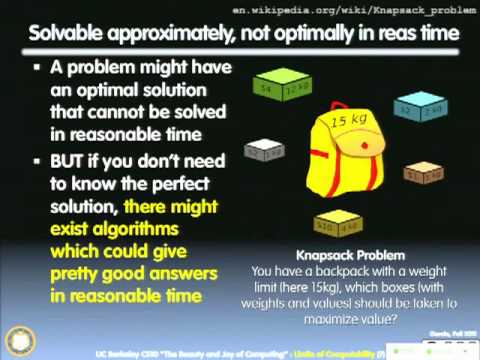 en.wikipedia.org/wiki/Knapsack_problem
Solvable approximately, not optimally in reas time
▪ A problem might have
an optimal solution
that cannot be solved
in reasonable time
▪ BUT if you don't need
to know the perfect
solution, there might
exist algorithms
which could give
pretty good answers
in reasonable time
$4 12 kg
15 kg
$2 2 kg
$2 1 kg
$1 1 kg
$10 4 kg
Knapsack Problem
You have a backpack with a weight
limit (here 15kg), which boxes (with
weights and values) should be taken to
maximize value?
Garcia, Fall
UC Berkeley CS10 "The Beauty and Joy of Computing" : Limits of Computability (7)